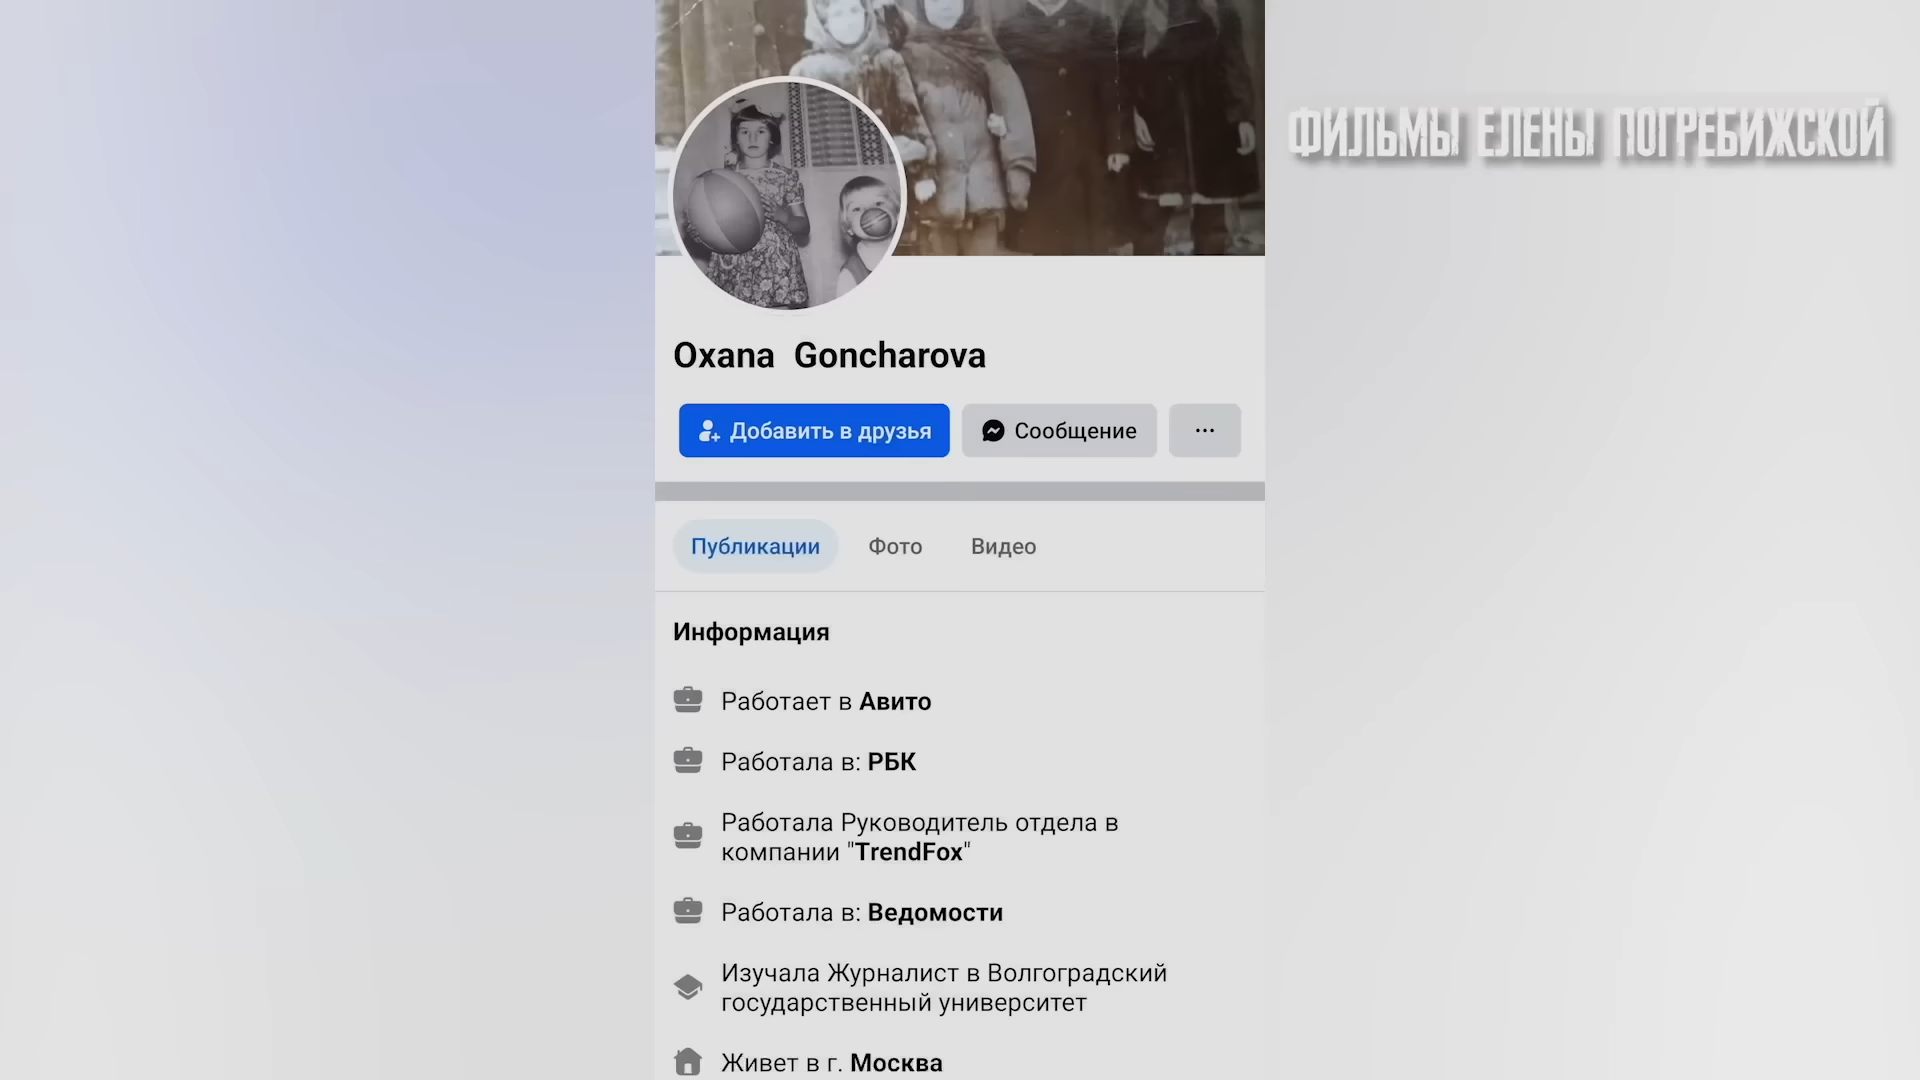 ФИЛЬМЫ ЕЛЕНЫ ПОГРЕБИЖСКОЙ
Oxana Goncharova
Добавить в друзья
Сообщение
...
Публикации
Фото
Видео
Информация
Работает в Авито
Работала в: РБК
Работала Руководитель отдела в
компании "TrendFox"
Работала в: Ведомости
Изучала Журналист в Волгоградский
государственный университет
Живет в г. Москва